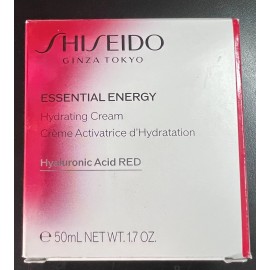 SHISEIDO
GINZA TOKYO
ESSENTIAL ENERGY
Hydrating Cream
Crème Activatrice d'Hydratation
Hyaluronic Acid RED
℮ 50mL NET WT. 1.7 OZ.